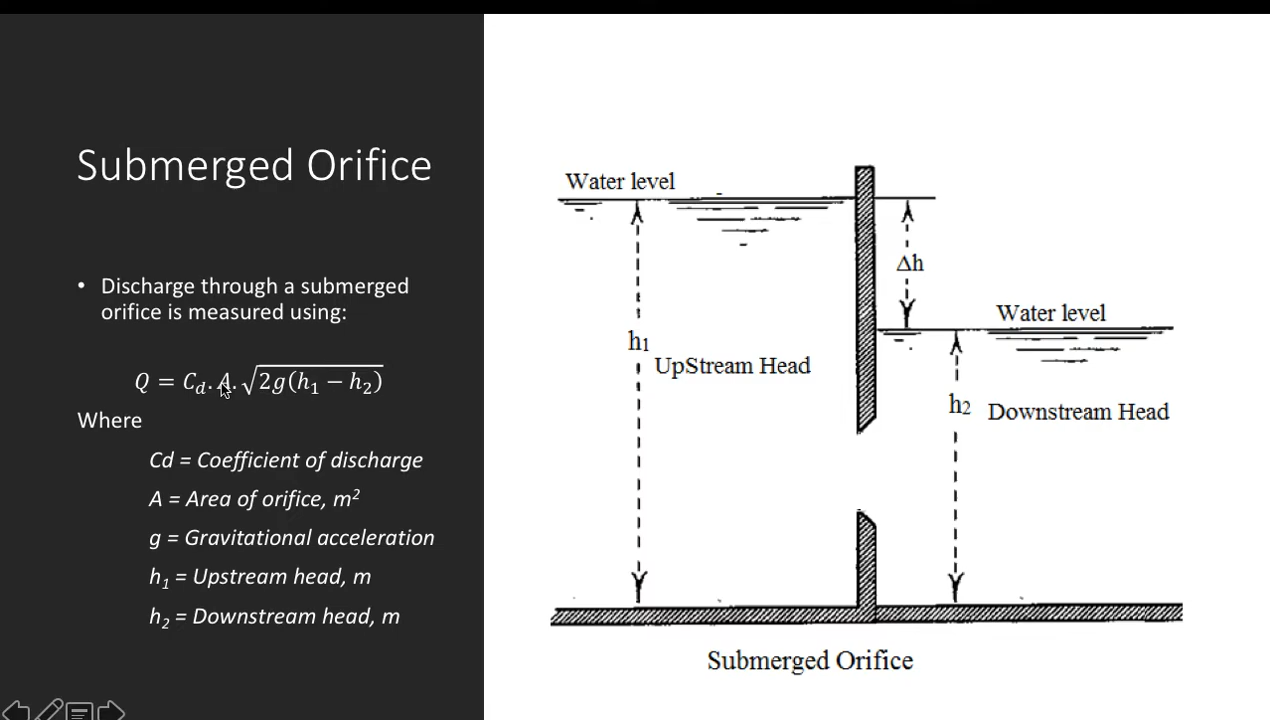 Submerged Orifice
• Discharge through a submerged
orifice is measured using:
Q = C_d . A . √2g(h₁ − h₂)
Where
Cd = Coefficient of discharge
A = Area of orifice, m²
g = Gravitational acceleration
h₁ = Upstream head, m
h₂ = Downstream head, m
Water level
Δh
Water level
h₁
UpStream Head
h₂ Downstream Head
Submerged Orifice